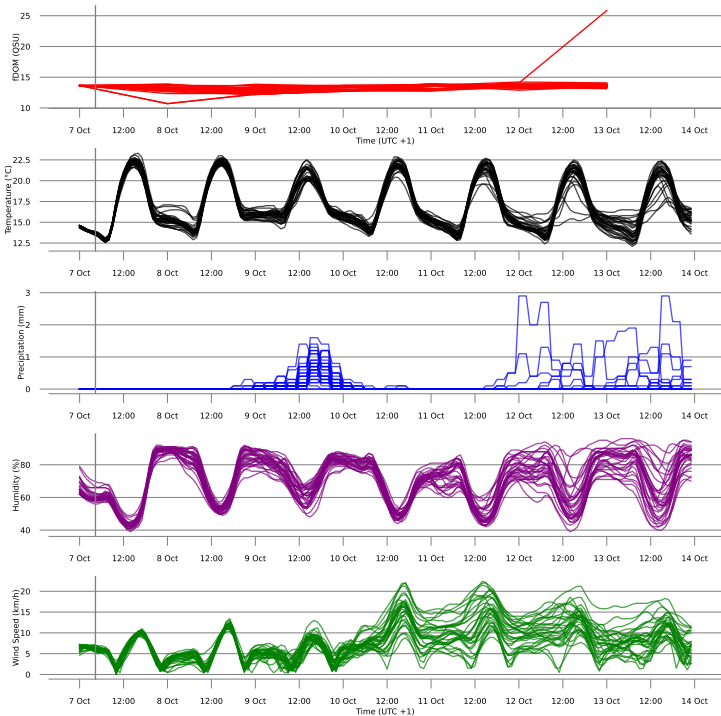 fDOM (QSU)
25
20
15
10
7 Oct 12:00 8 Oct 12:00 9 Oct 12:00 10 Oct 12:00 11 Oct 12:00 12 Oct 12:00 13 Oct 12:00 14 Oct
Time (UTC +1)
Temperature (°C)
22.5
20.0
17.5
15.0
12.5
7 Oct 12:00 8 Oct 12:00 9 Oct 12:00 10 Oct 12:00 11 Oct 12:00 12 Oct 12:00 13 Oct 12:00 14 Oct
Precipitation (mm)
3
2
1
0
7 Oct 12:00 8 Oct 12:00 9 Oct 12:00 10 Oct 12:00 11 Oct 12:00 12 Oct 12:00 13 Oct 12:00 14 Oct
Humidity (%)
80
60
40
7 Oct 12:00 8 Oct 12:00 9 Oct 12:00 10 Oct 12:00 11 Oct 12:00 12 Oct 12:00 13 Oct 12:00 14 Oct
Wind Speed (km/h)
20
15
10
5
0
7 Oct 12:00 8 Oct 12:00 9 Oct 12:00 10 Oct 12:00 11 Oct 12:00 12 Oct 12:00 13 Oct 12:00 14 Oct
Time (UTC +1)